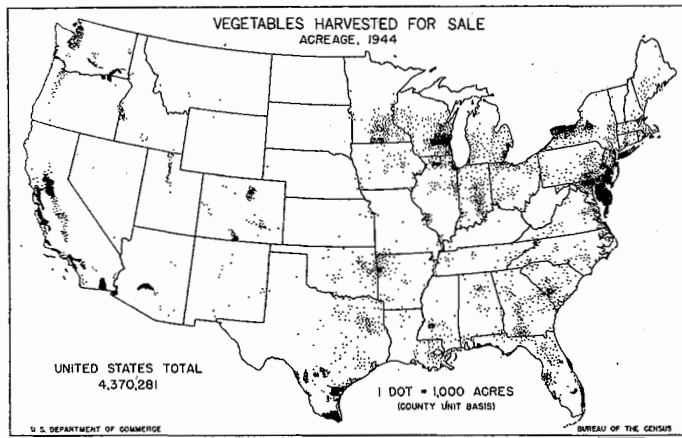 VEGETABLES HARVESTED FOR SALE
ACREAGE, 1944
UNITED STATES TOTAL
4,370,281
1 DOT = 1,000 ACRES
(COUNTY UNIT BASIS)
U. S. DEPARTMENT OF COMMERCE
BUREAU OF THE CENSUS